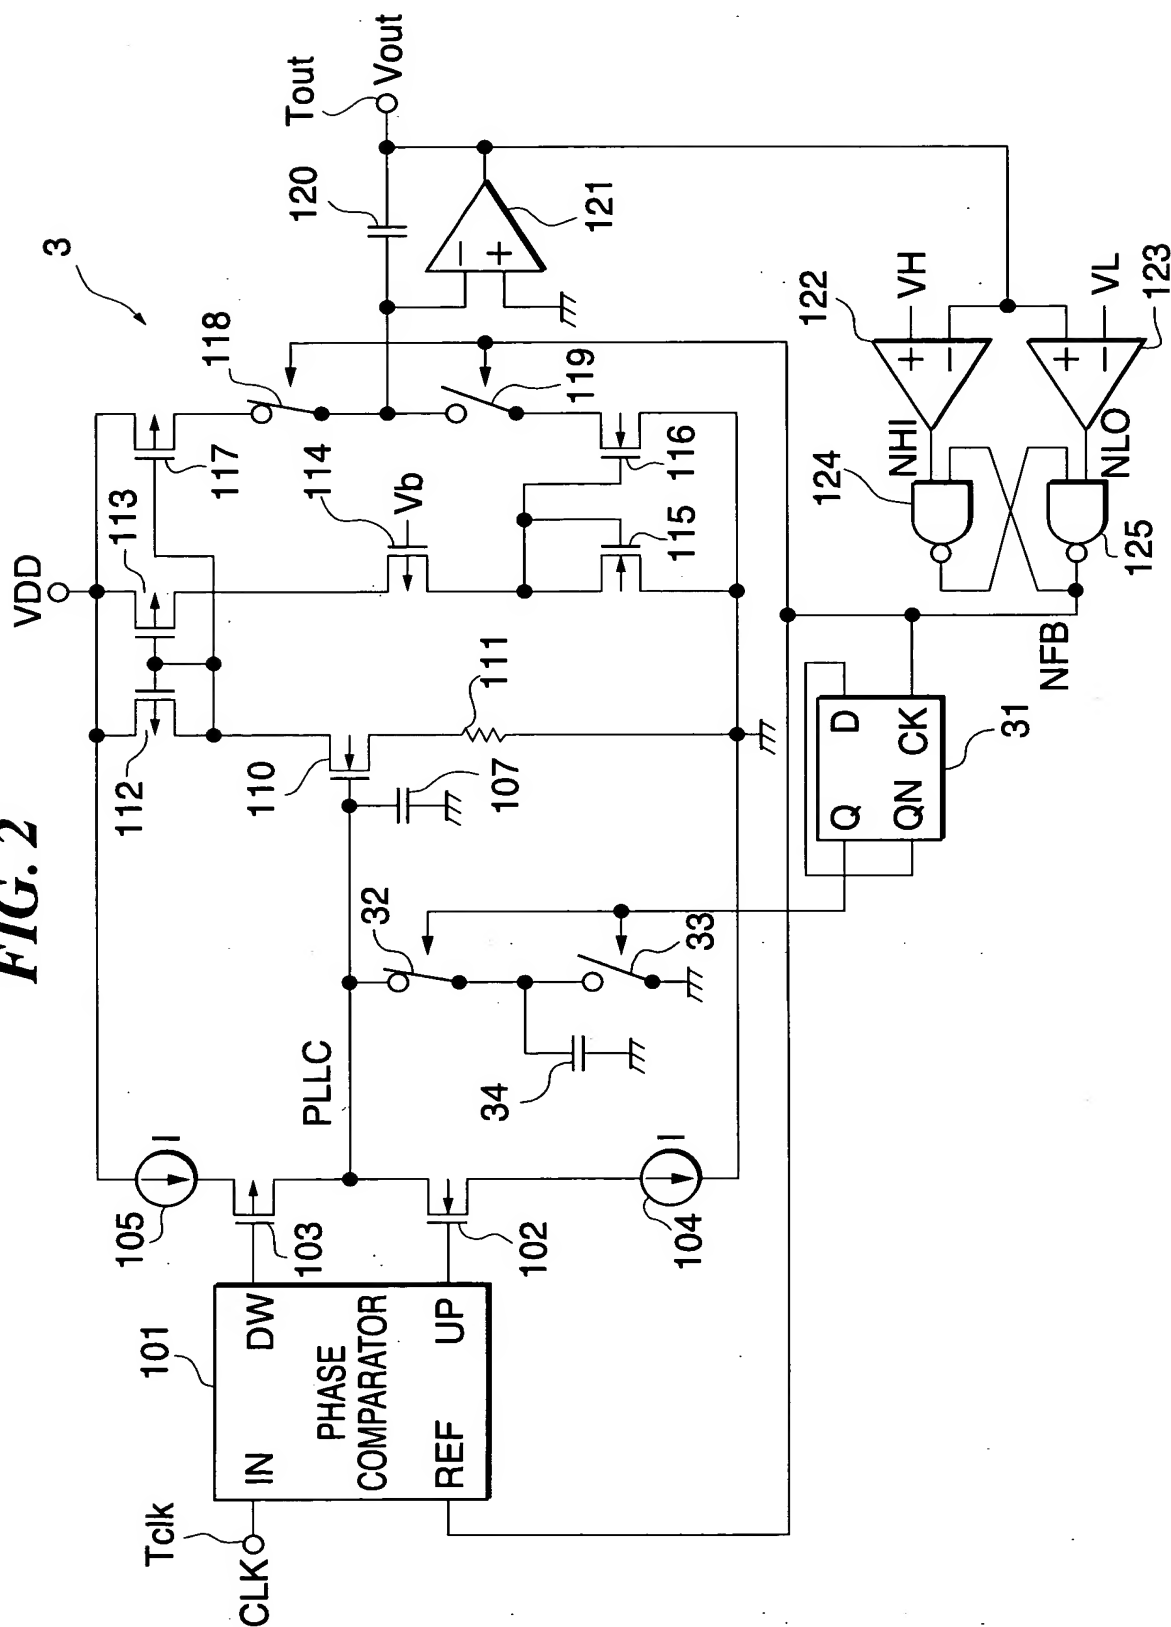 FIG. 2
3
VDD
Tout
Vout
120
121
118
119
117
116
113
114
Vb
115
112
110
111
107
PLLC
32
33
34
105
I
103
102
104
I
101
DW
UP
PHASE
COMPARATOR
IN
REF
Tclk
CLK
122
VH
+
−
VL
123
+
−
−
+
NHI
NLO
124
125
NFB
D
CK
Q
QN
31